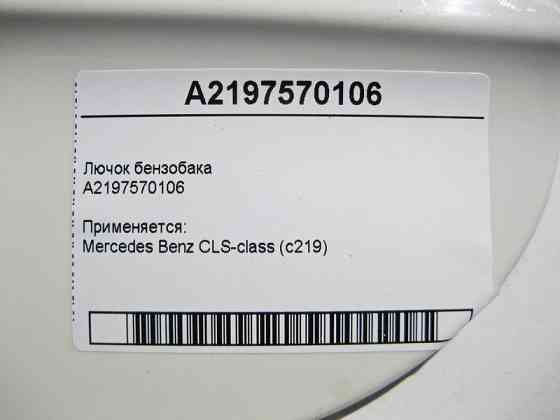 A2197570106
Лючок бензобака
A2197570106
Применяется:
Mercedes Benz CLS-class (c219)